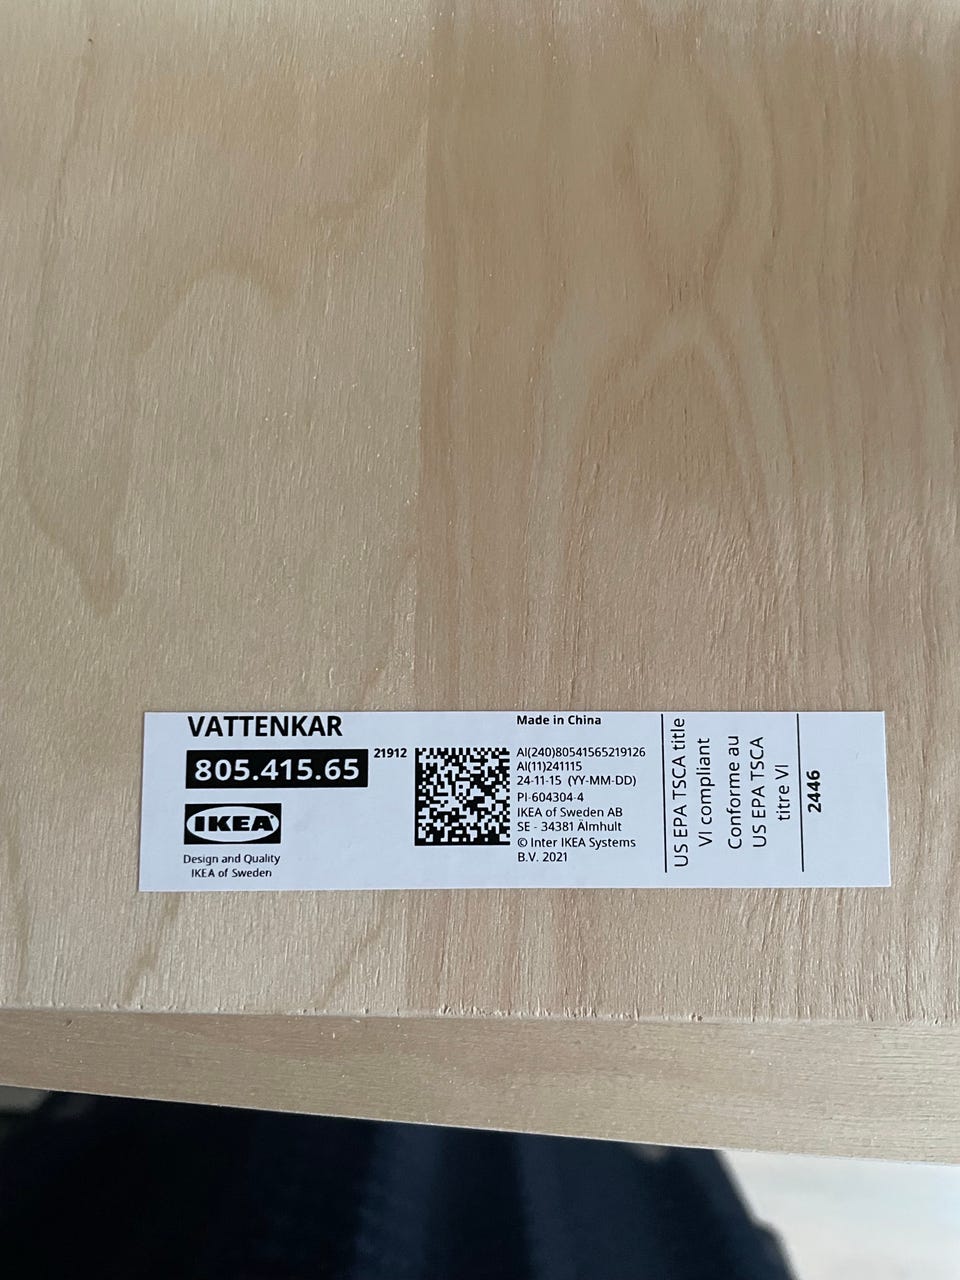 VATTENKAR
805.415.65
21912
IKEA
Design and Quality
IKEA of Sweden
Made in China
AI(240)80541565219126
AI(11)241115
24-11-15 (YY-MM-DD)
PI-604304-4
IKEA of Sweden AB
SE - 34381 Älmhult
© Inter IKEA Systems
B.V. 2021
US EPA TSCA title
VI compliant
Conforme au
US EPA TSCA
titre VI
2446